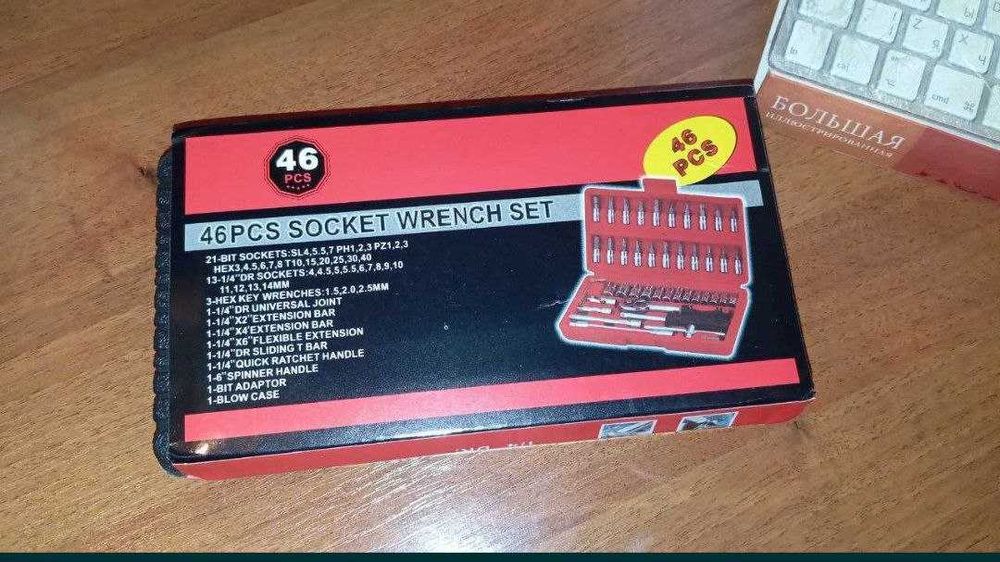 46
PCS
46
PCS
46PCS SOCKET WRENCH SET
21-BIT SOCKETS:SL4,5.5,7 PH1,2,3 PZ1,2,3
HEX3,4,5,6,7,8 T10,15,20,25,30,40
13-1/4"DR SOCKETS:4,4.5,5,5.5,6,7,8,9,10
11,12,13,14MM
3-HEX KEY WRENCHES:1.5,2.0,2.5MM
1-1/4"DR UNIVERSAL JOINT
1-1/4"X2"EXTENSION BAR
1-1/4"X4"EXTENSION BAR
1-1/4"X6"FLEXIBLE EXTENSION
1-1/4"DR SLIDING T BAR
1-1/4"QUICK RATCHET HANDLE
1-6"SPINNER HANDLE
1-BIT ADAPTOR
1-BLOW CASE
БОЛЬШАЯ
ИЛЛЮСТРИРОВАННАЯ
cmd